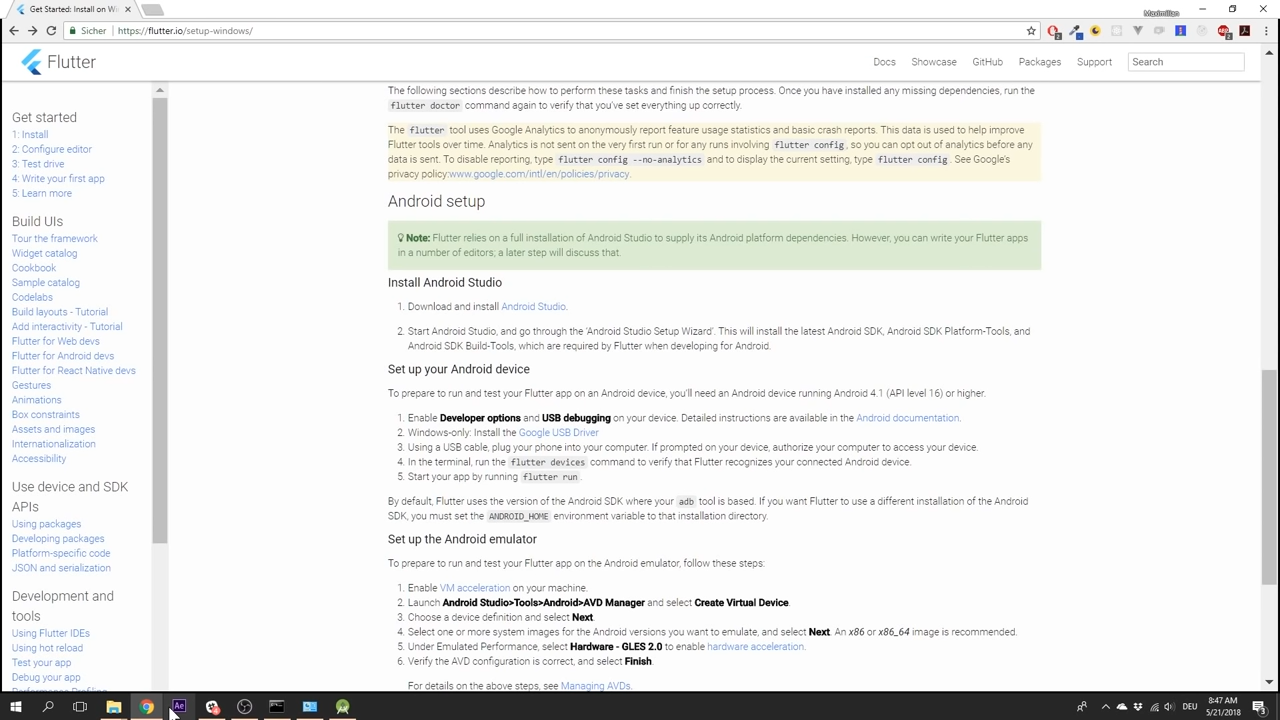 Get Started: Install on Wi
Maximilian
Sicher
https://flutter.io/setup-windows/
Flutter
Docs
Showcase
GitHub
Packages
Support
Search
Get started
1: Install
2: Configure editor
3: Test drive
4: Write your first app
5: Learn more
Build UIs
Tour the framework
Widget catalog
Cookbook
Sample catalog
Codelabs
Build layouts - Tutorial
Add interactivity - Tutorial
Flutter for Web devs
Flutter for Android devs
Flutter for React Native devs
Gestures
Animations
Box constraints
Assets and images
Internationalization
Accessibility
Use device and SDK
APIs
Using packages
Developing packages
Platform-specific code
JSON and serialization
Development and
tools
Using Flutter IDEs
Using hot reload
Test your app
Debug your app
Performance Profiling
The following sections describe how to perform these tasks and finish the setup process. Once you have installed any missing dependencies, run the
flutter doctor command again to verify that you've set everything up correctly.
The flutter tool uses Google Analytics to anonymously report feature usage statistics and basic crash reports. This data is used to help improve
Flutter tools over time. Analytics is not sent on the very first run or for any runs involving flutter config, so you can opt out of analytics before any
data is sent. To disable reporting, type flutter config --no-analytics and to display the current setting, type flutter config. See Google's
privacy policy:www.google.com/intl/en/policies/privacy.
Android setup
Note: Flutter relies on a full installation of Android Studio to supply its Android platform dependencies. However, you can write your Flutter apps
in a number of editors; a later step will discuss that.
Install Android Studio
1. Download and install Android Studio.
2. Start Android Studio, and go through the 'Android Studio Setup Wizard'. This will install the latest Android SDK, Android SDK Platform-Tools, and
Android SDK Build-Tools, which are required by Flutter when developing for Android.
Set up your Android device
To prepare to run and test your Flutter app on an Android device, you'll need an Android device running Android 4.1 (API level 16) or higher.
1. Enable Developer options and USB debugging on your device. Detailed instructions are available in the Android documentation.
2. Windows-only: Install the Google USB Driver
3. Using a USB cable, plug your phone into your computer. If prompted on your device, authorize your computer to access your device.
4. In the terminal, run the flutter devices command to verify that Flutter recognizes your connected Android device.
5. Start your app by running flutter run.
By default, Flutter uses the version of the Android SDK where your adb tool is based. If you want Flutter to use a different installation of the Android
SDK, you must set the ANDROID_HOME environment variable to that installation directory.
Set up the Android emulator
To prepare to run and test your Flutter app on the Android emulator, follow these steps:
1. Enable VM acceleration on your machine.
2. Launch Android Studio>Tools>Android>AVD Manager and select Create Virtual Device.
3. Choose a device definition and select Next.
4. Select one or more system images for the Android versions you want to emulate, and select Next. An x86 or x86_64 image is recommended.
5. Under Emulated Performance, select Hardware - GLES 2.0 to enable hardware acceleration.
6. Verify the AVD configuration is correct, and select Finish.
For details on the above steps, see Managing AVDs.
Ae
DEU
8:47 AM
5/21/2018